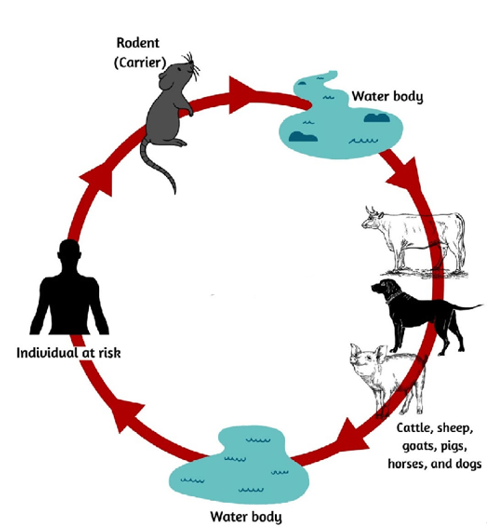 Rodent
(Carrier)
Water body
Individual at risk
Cattle, sheep,
goats, pigs,
horses, and dogs
Water body